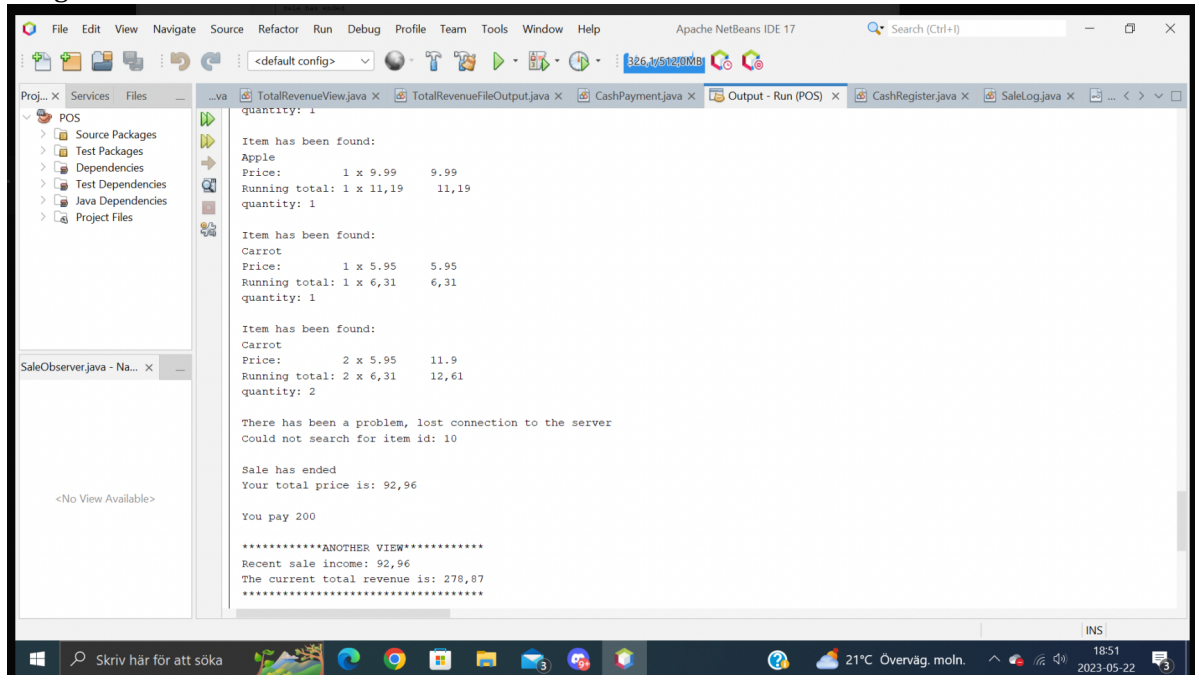 Sale has ended
File Edit View Navigate Source Refactor Run Debug Profile Team Tools Window Help Apache NetBeans IDE 17 Search (Ctrl+I)
<default config> 326,1/512,0MB
Proj... Services Files ...va TotalRevenueView.java TotalRevenueFileOutput.java CashPayment.java Output - Run (POS) CashRegister.java SaleLog.java ...
POS
Source Packages
Test Packages
Dependencies
Test Dependencies
Java Dependencies
Project Files
SaleObserver.java - Na...
<No View Available>
quantity: 1
Item has been found:
Apple
Price: 1 x 9.99 9.99
Running total: 1 x 11,19 11,19
quantity: 1
Item has been found:
Carrot
Price: 1 x 5.95 5.95
Running total: 1 x 6,31 6,31
quantity: 1
Item has been found:
Carrot
Price: 2 x 5.95 11.9
Running total: 2 x 6,31 12,61
quantity: 2
There has been a problem, lost connection to the server
Could not search for item id: 10
Sale has ended
Your total price is: 92,96
You pay 200
************ANOTHER VIEW************
Recent sale income: 92,96
The current total revenue is: 278,87
************************************
INS
Skriv här för att söka 3 99+ 21°C Överväg. moln. 18:51
2023-05-22 3